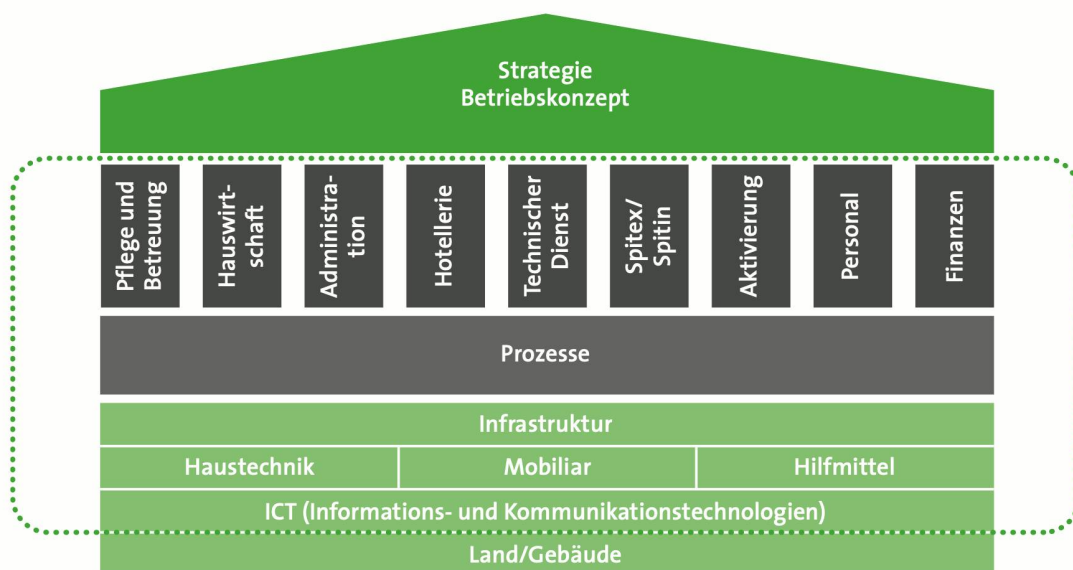 Strategie
Betriebskonzept
Pflege und
Betreuung
Hauswirt-
schaft
Administra-
tion
Hotellerie
Technischer
Dienst
Spitex/
Spitin
Aktivierung
Personal
Finanzen
Prozesse
Infrastruktur
Haustechnik
Mobiliar
Hilfmittel
ICT (Informations- und Kommunikationstechnologien)
Land/Gebäude